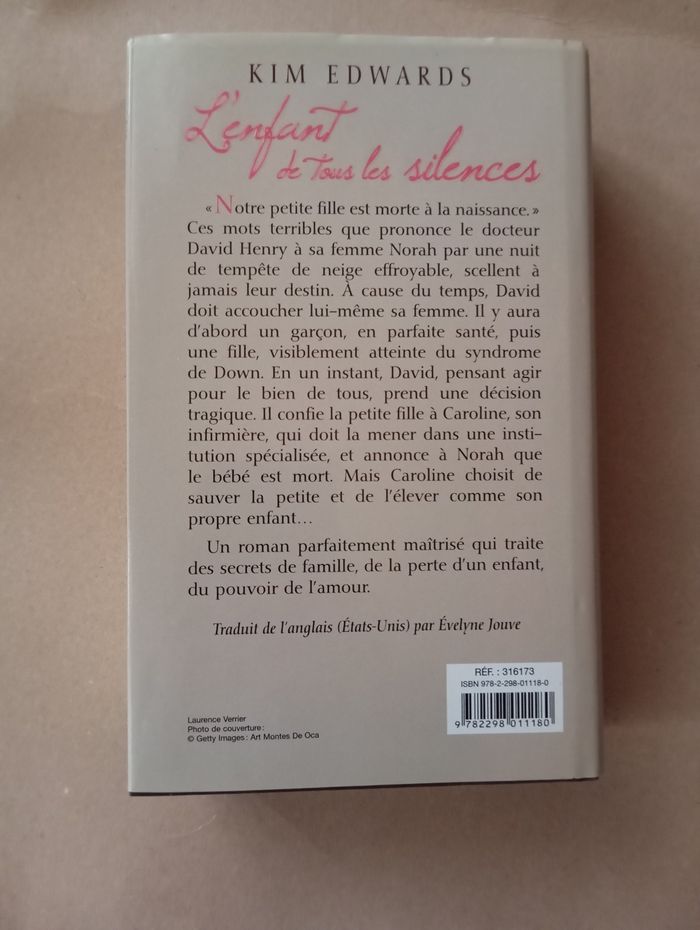 KIM EDWARDS
L'enfant
de tous les silences
« Notre petite fille est morte à la naissance. »
Ces mots terribles que prononce le docteur
David Henry à sa femme Norah par une nuit
de tempête de neige effroyable, scellent à
jamais leur destin. À cause du temps, David
doit accoucher lui-même sa femme. Il y aura
d'abord un garçon, en parfaite santé, puis
une fille, visiblement atteinte du syndrome
de Down. En un instant, David, pensant agir
pour le bien de tous, prend une décision
tragique. Il confie la petite fille à Caroline, son
infirmière, qui doit la mener dans une insti-
tution spécialisée, et annonce à Norah que
le bébé est mort. Mais Caroline choisit de
sauver la petite et de l'élever comme son
propre enfant...
Un roman parfaitement maîtrisé qui traite
des secrets de famille, de la perte d'un enfant,
du pouvoir de l'amour.
Traduit de l'anglais (États-Unis) par Évelyne Jouve
RÉF. : 316173
ISBN 978-2-298-01118-0
9 782298 011180
Laurence Verrier
Photo de couverture :
© Getty Images : Art Montes De Oca